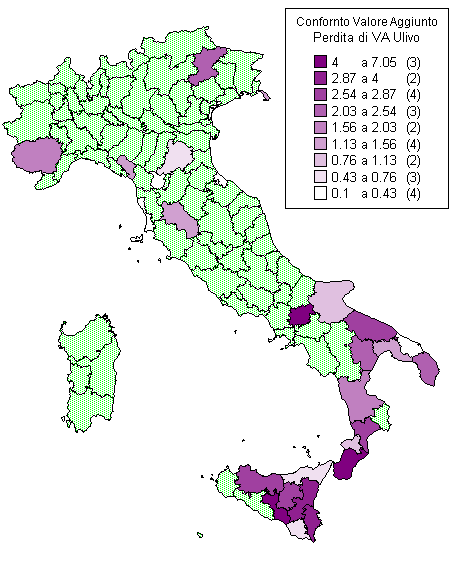 Confornto Valore Aggiunto
Perdita di VA Ulivo
4 a 7.05 (3)
2.87 a 4 (2)
2.54 a 2.87 (4)
2.03 a 2.54 (3)
1.56 a 2.03 (2)
1.13 a 1.56 (4)
0.76 a 1.13 (2)
0.43 a 0.76 (3)
0.1 a 0.43 (4)